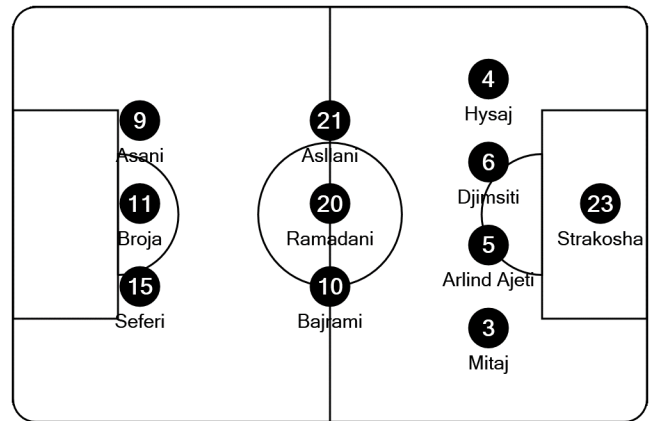 4
Hysaj
9
Asani
21
Asllani
6
Djimsiti
11
Broja
20
Ramadani
23
Strakosha
5
Arlind Ajeti
15
Seferi
10
Bajrami
3
Mitaj